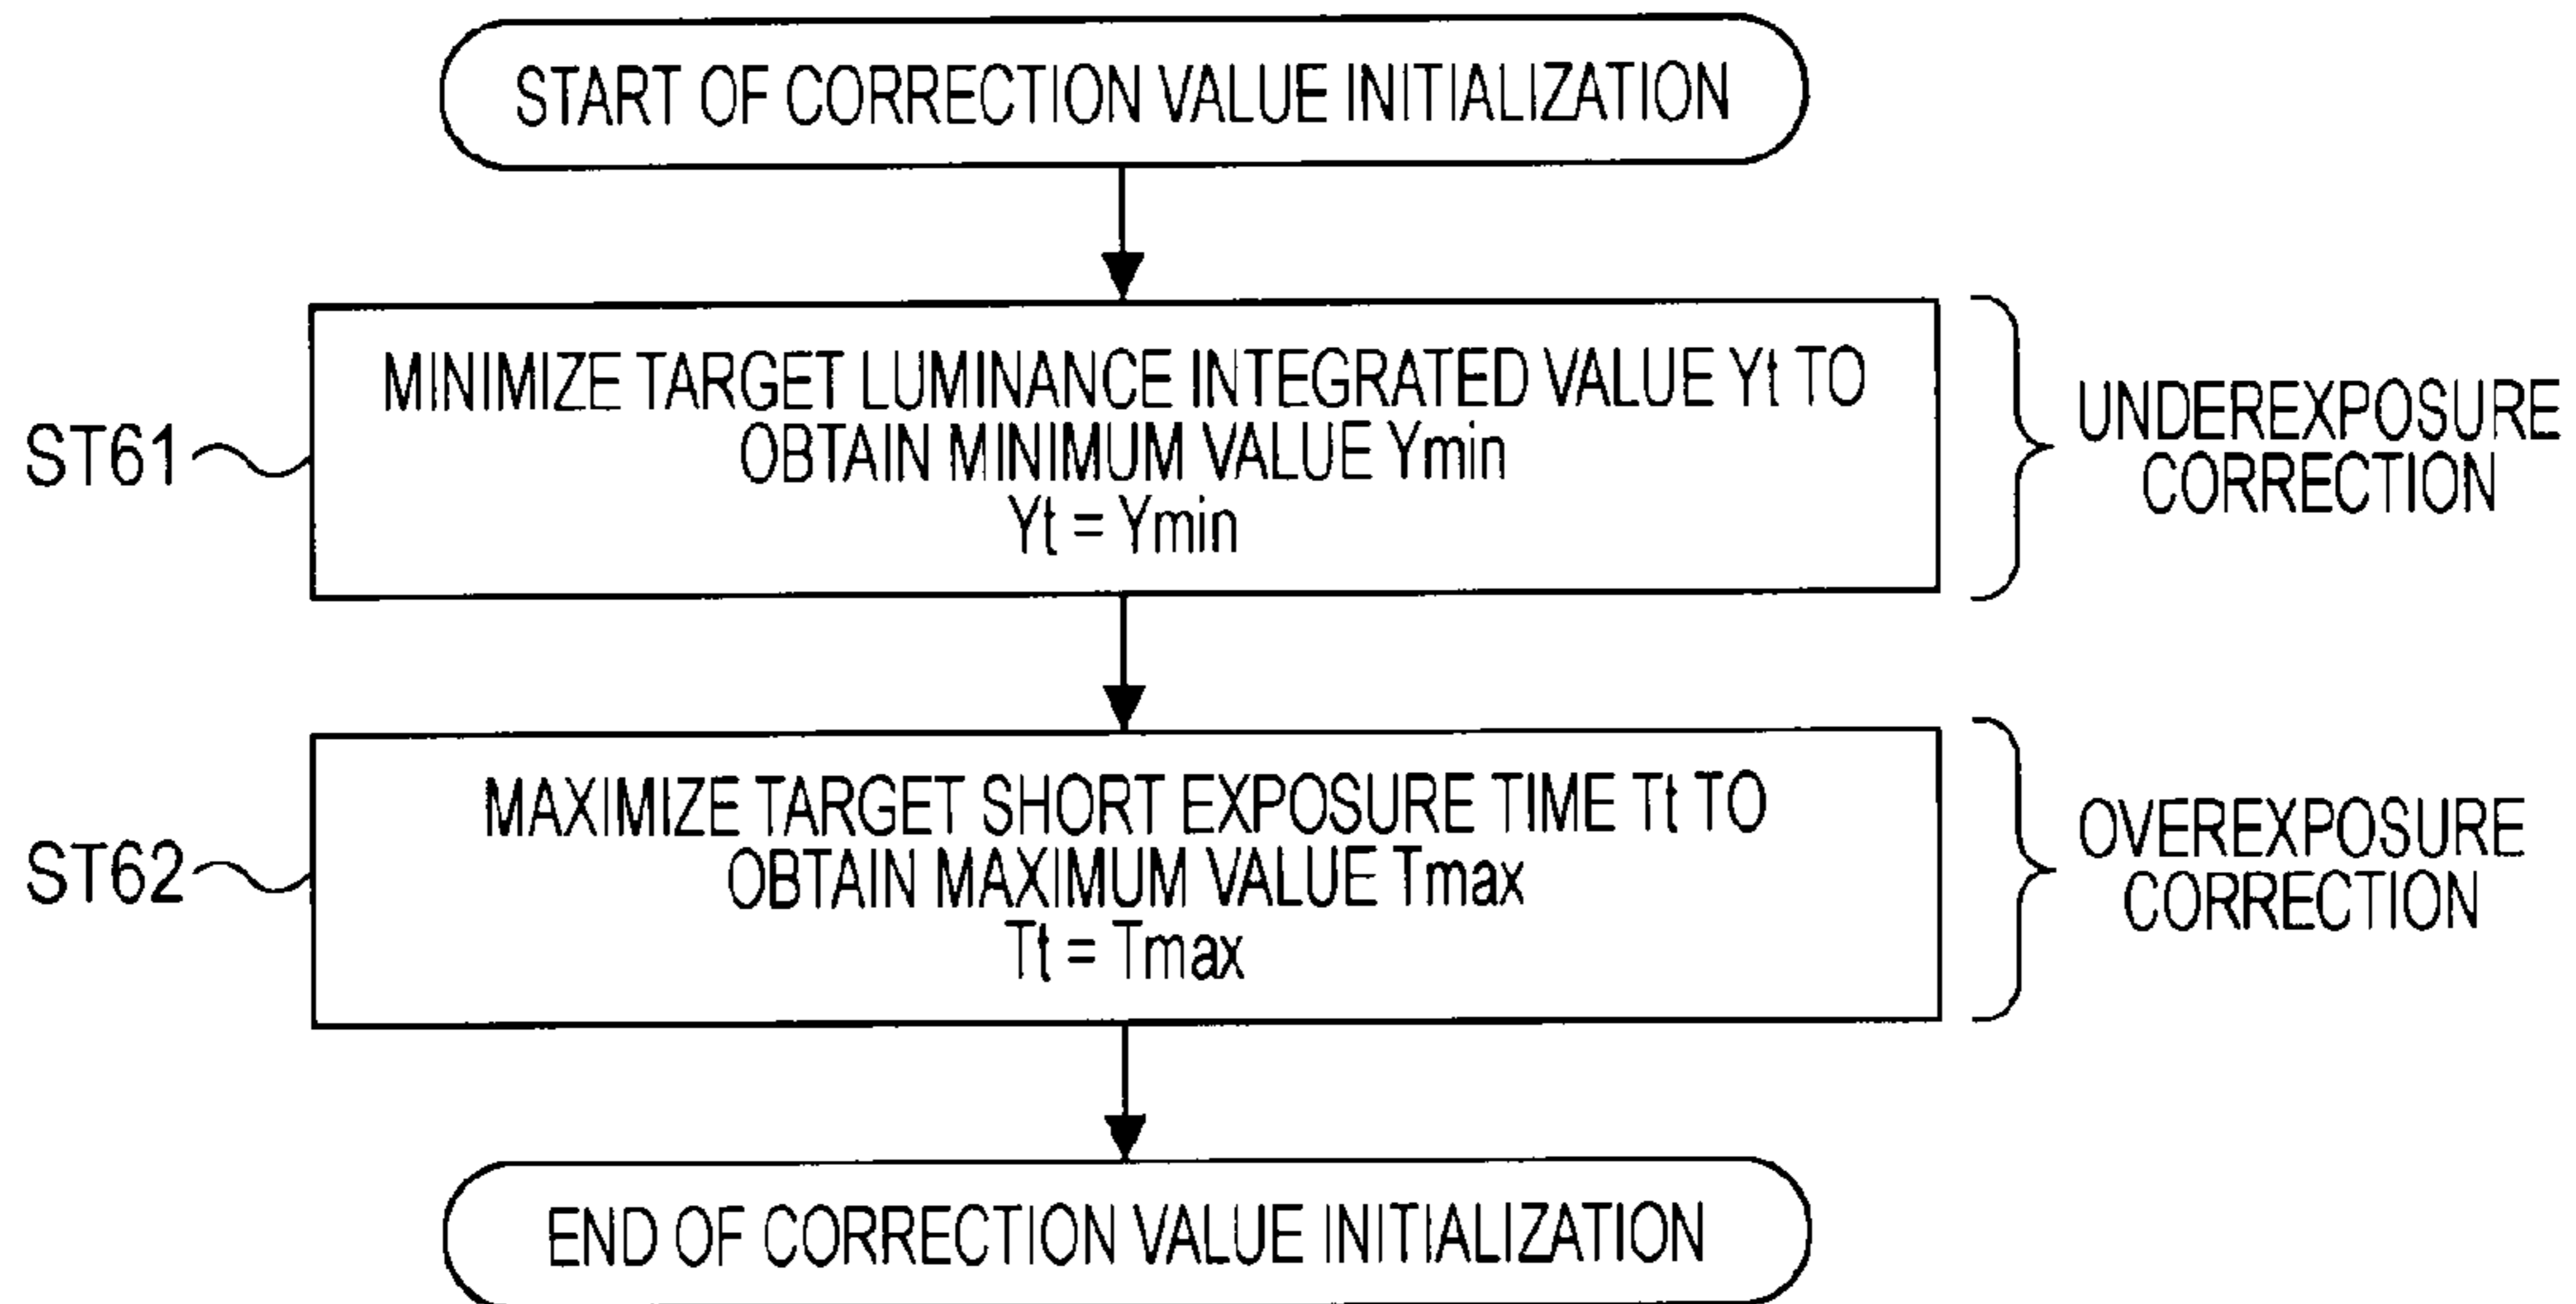 START OF CORRECTION VALUE INITIALIZATION
ST61
MINIMIZE TARGET LUMINANCE INTEGRATED VALUE Yt TO
OBTAIN MINIMUM VALUE Ymin
Yt = Ymin
UNDEREXPOSURE
CORRECTION
ST62
MAXIMIZE TARGET SHORT EXPOSURE TIME Tt TO
OBTAIN MAXIMUM VALUE Tmax
Tt = Tmax
OVEREXPOSURE
CORRECTION
END OF CORRECTION VALUE INITIALIZATION